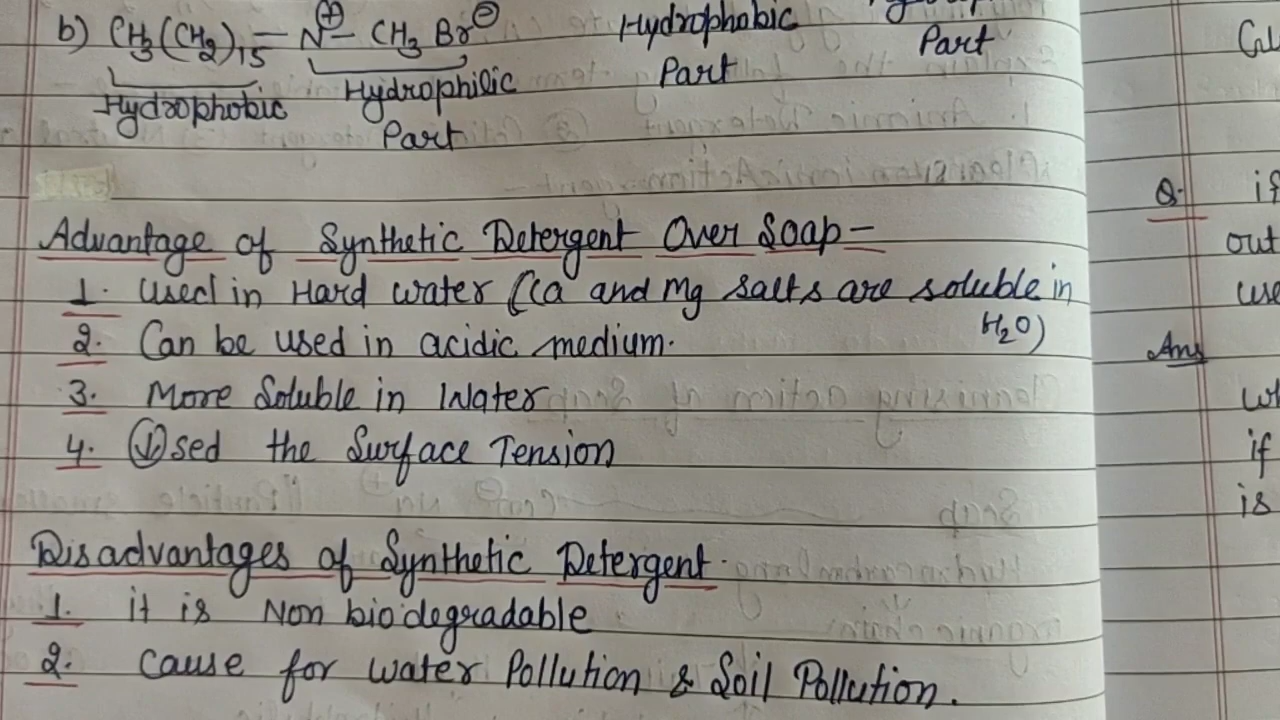 b) CH₃(CH₂)₁₅ — N⊕— CH₃ Br⊖
Hydrophobic
Hydrophilic
Part
Hydrophobic
Part
Part
Advantage of Synthetic Detergent Over Soap—
1. Used in Hard water (Ca and Mg salts are soluble in
H₂O)
2. Can be used in acidic medium.
3. More Soluble in Water
4. ↓sed the Surface Tension
Disadvantages of Synthetic Detergent.
1. it is Non biodegradable
2. Cause for water Pollution & Soil Pollution.
Q. if
out
use
Ans
if
is